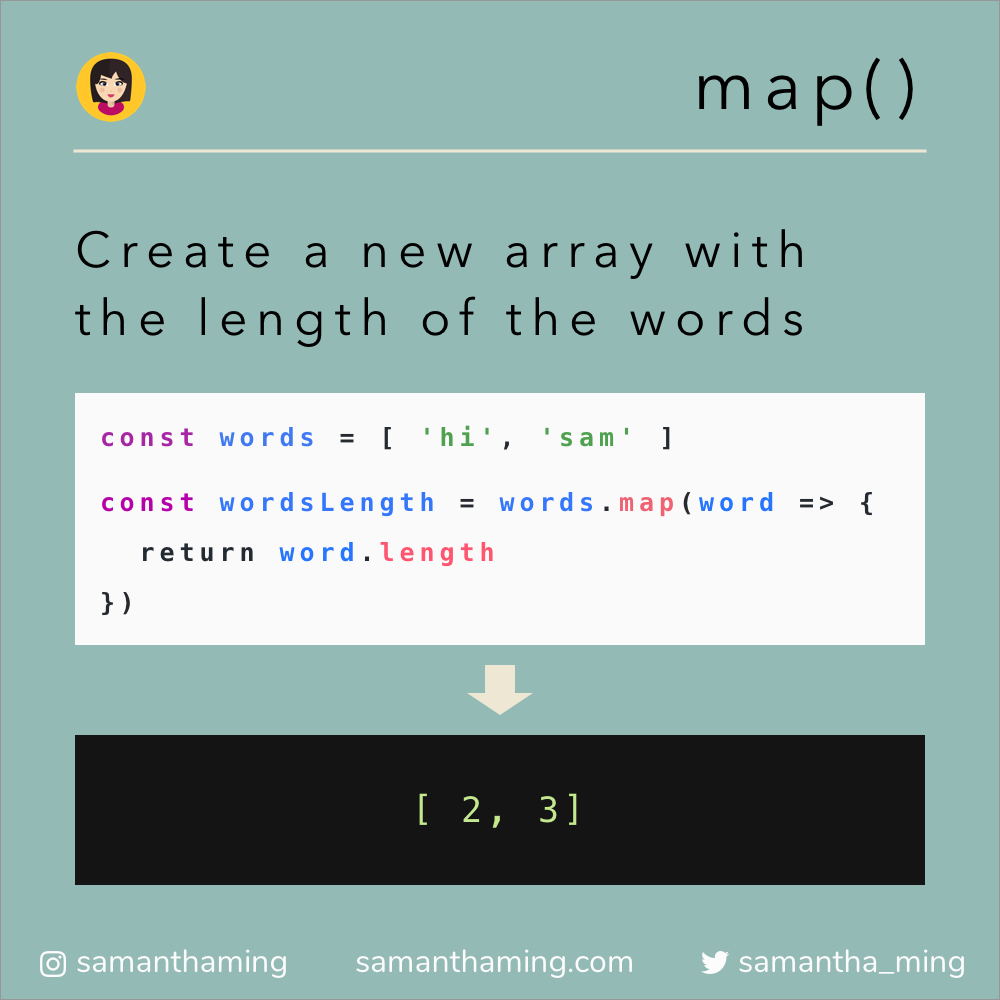 map()
Create a new array with
the length of the words
const words = [ 'hi', 'sam' ]
const wordsLength = words.map(word => {
  return word.length
})
[ 2, 3]
samanthaming samanthaming.com samantha_ming